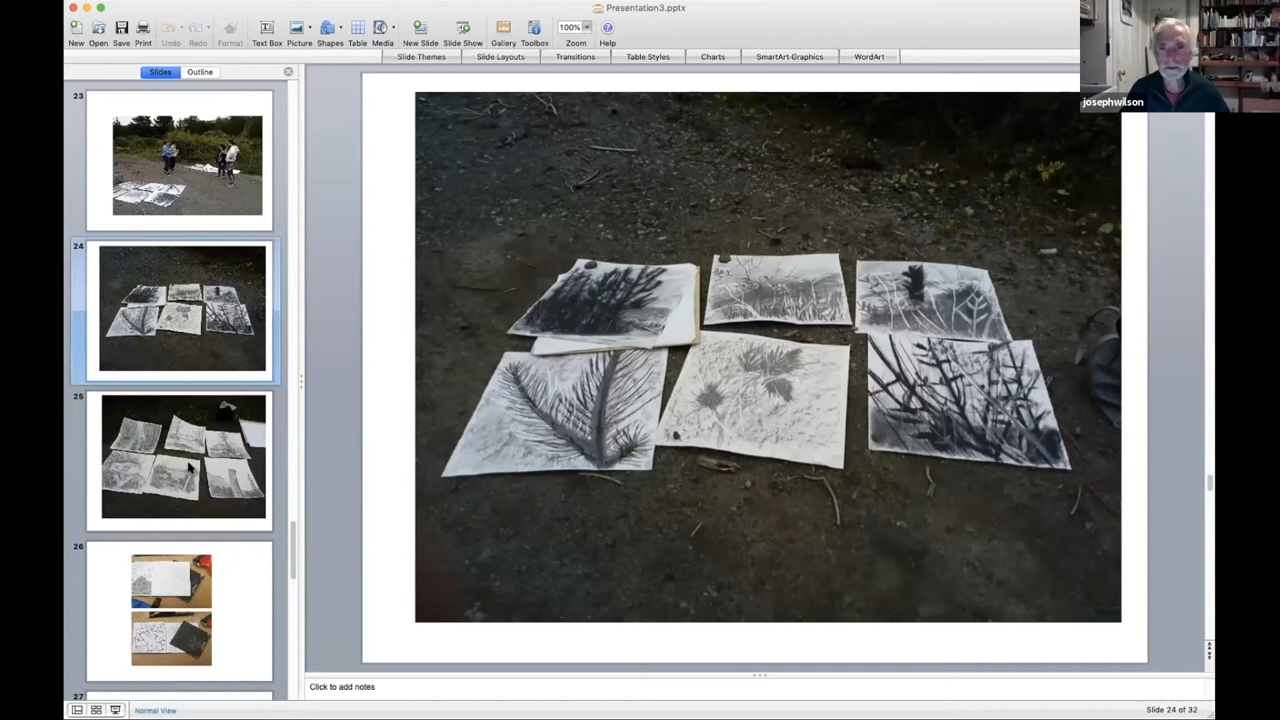 Presentation3.pptx
New Open Save Print Undo Redo Format Text Box Picture Shapes Table Media New Slide Slide Show Gallery Toolbox Zoom Help
100%
Slide Themes Slide Layouts Transitions Table Styles Charts SmartArt Graphics WordArt
Slides Outline
josephwilson
23
24
25
26
27
Click to add notes
Normal View
Slide 24 of 32